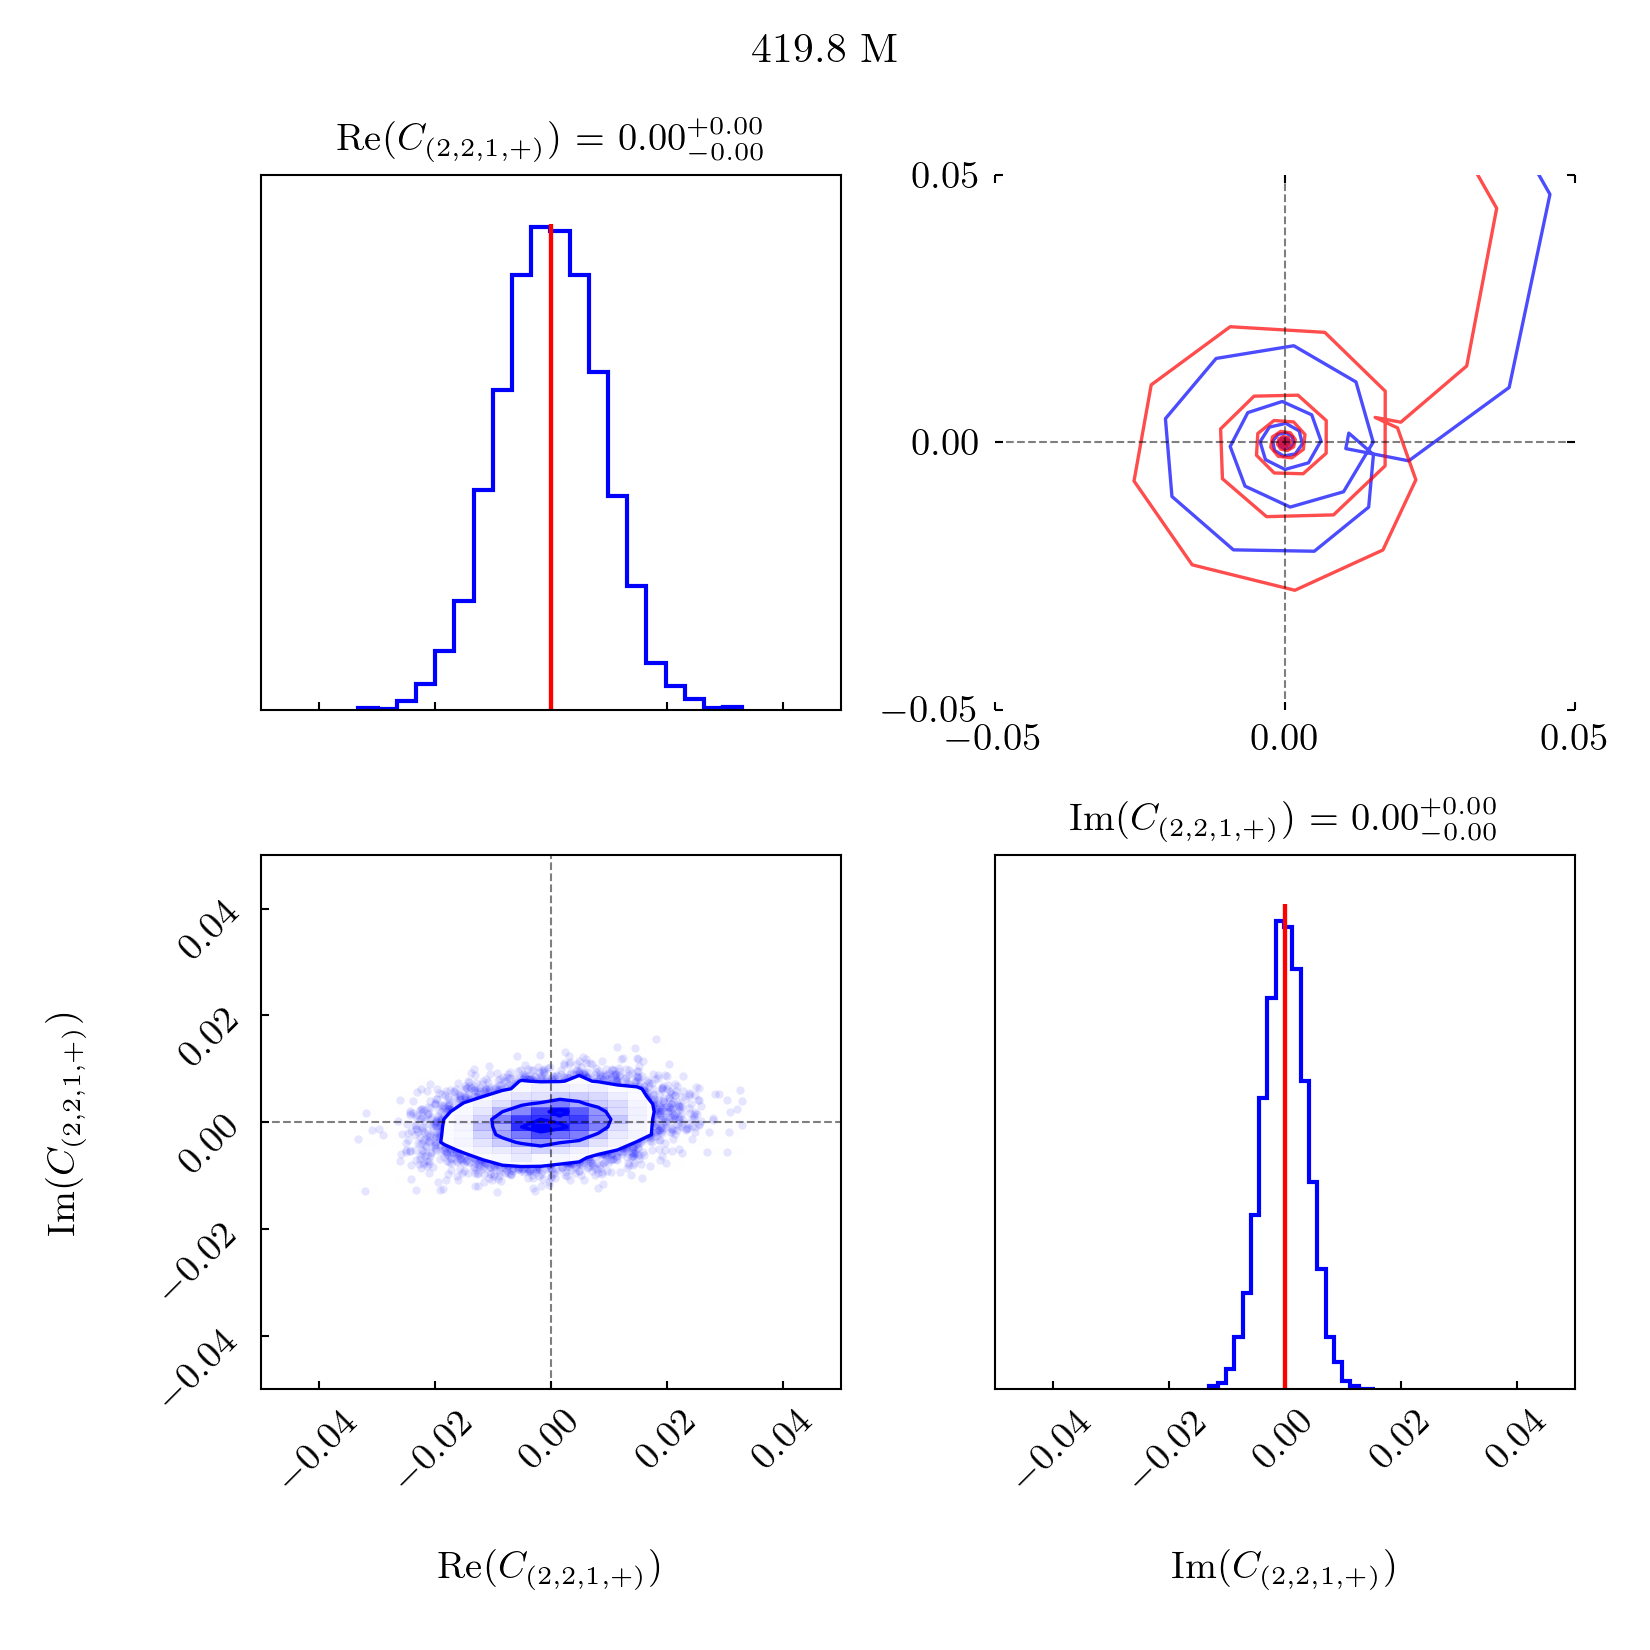 419.8 M
Re(C_{(2,2,1,+)}) = 0.00^{+0.00}_{−0.00}
0.05
0.00
−0.05
−0.05 0.00 0.05
Im(C_{(2,2,1,+)}) = 0.00^{+0.00}_{−0.00}
Im(C_{(2,2,1,+)})
0.04
0.02
0.00
−0.02
−0.04
−0.04 −0.02 0.00 0.02 0.04
−0.04 −0.02 0.00 0.02 0.04
Re(C_{(2,2,1,+)})
Im(C_{(2,2,1,+)})